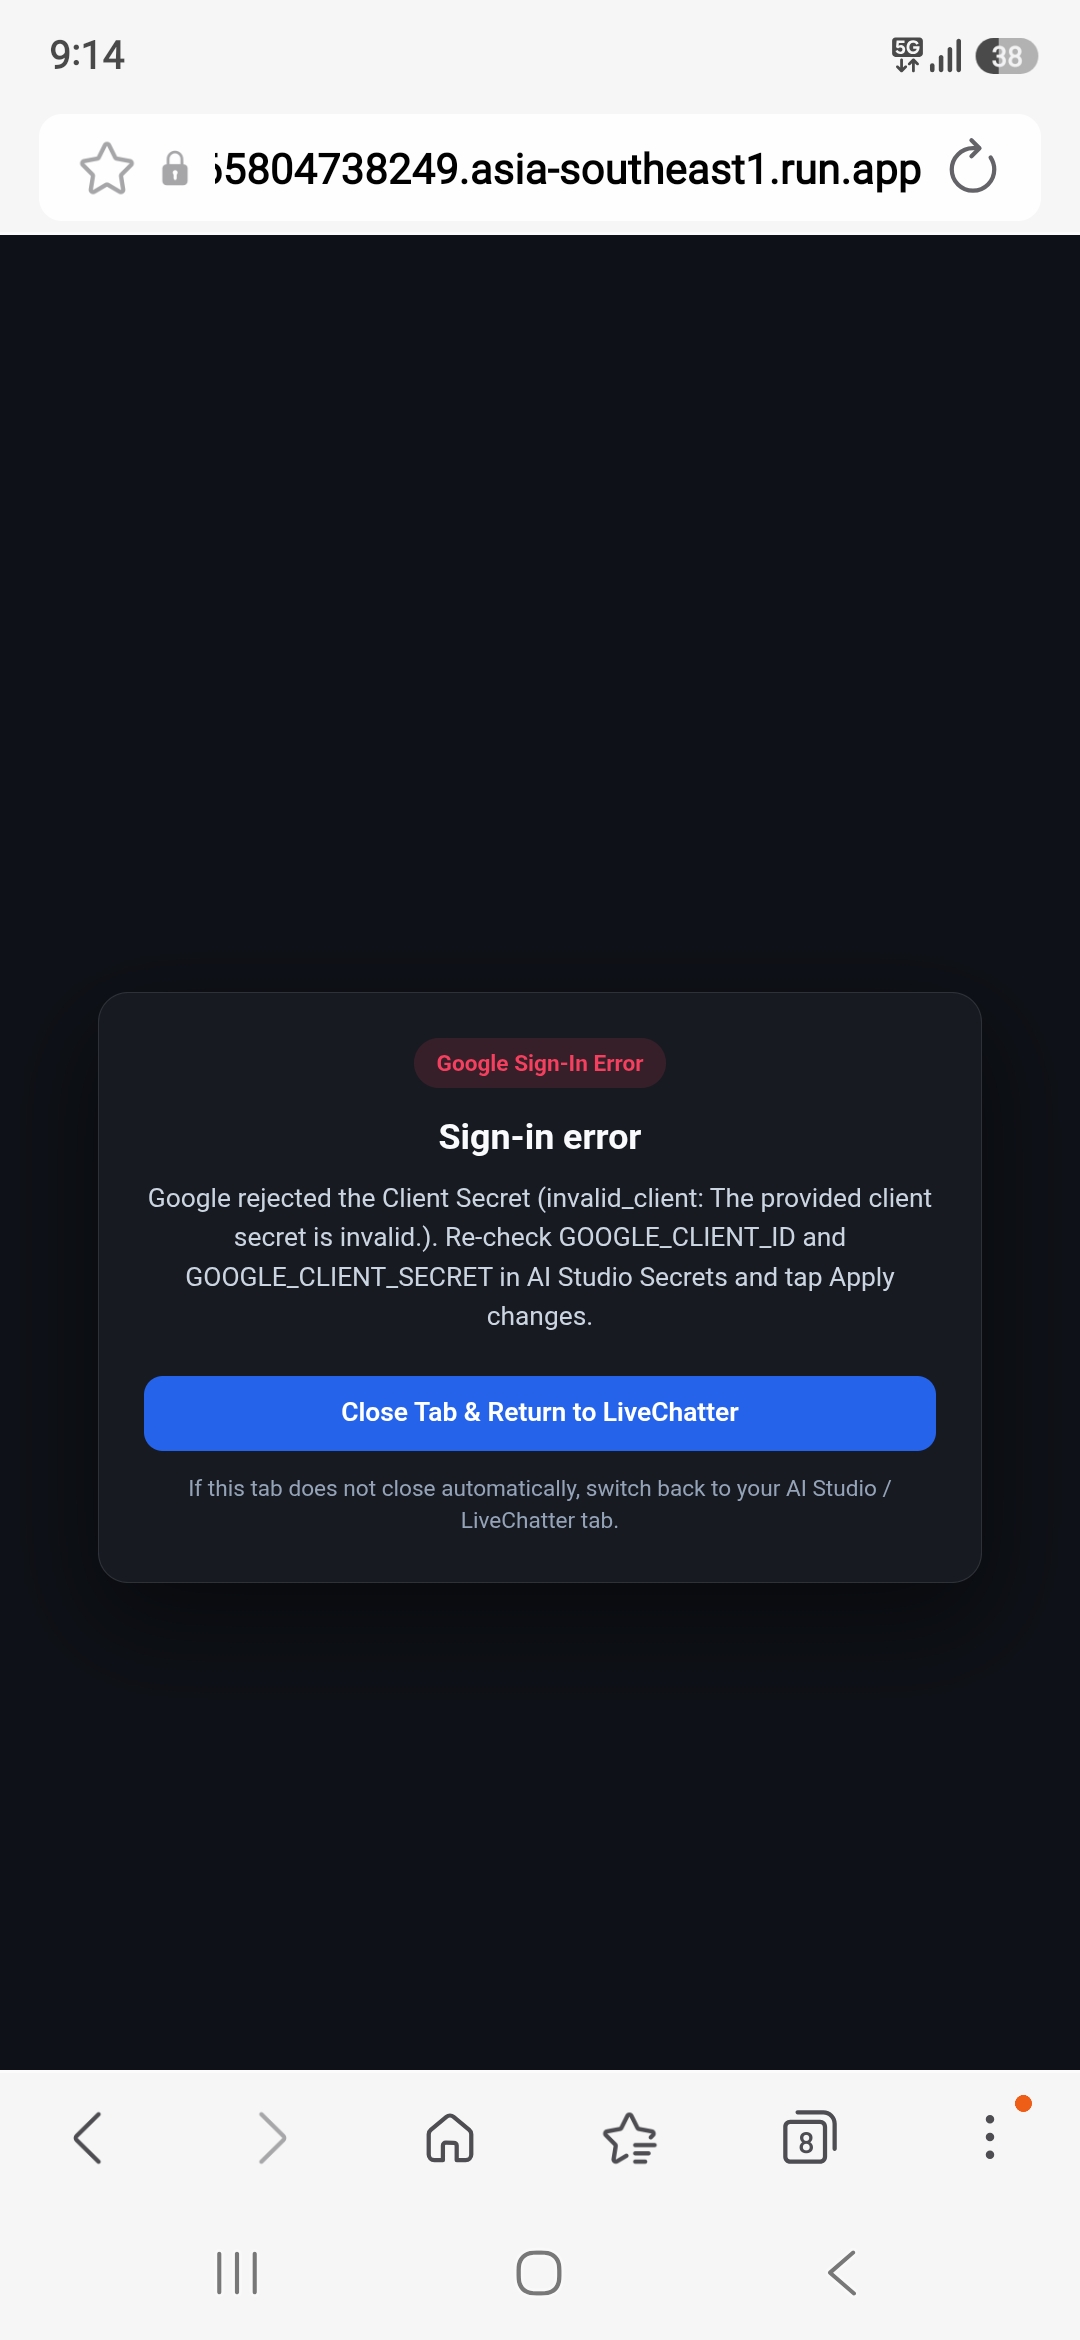 9:14
5G
38
55804738249.asia-southeast1.run.app
Google Sign-In Error
Sign-in error
Google rejected the Client Secret (invalid_client: The provided client
secret is invalid.). Re-check GOOGLE_CLIENT_ID and
GOOGLE_CLIENT_SECRET in AI Studio Secrets and tap Apply
changes.
Close Tab & Return to LiveChatter
If this tab does not close automatically, switch back to your AI Studio /
LiveChatter tab.
8